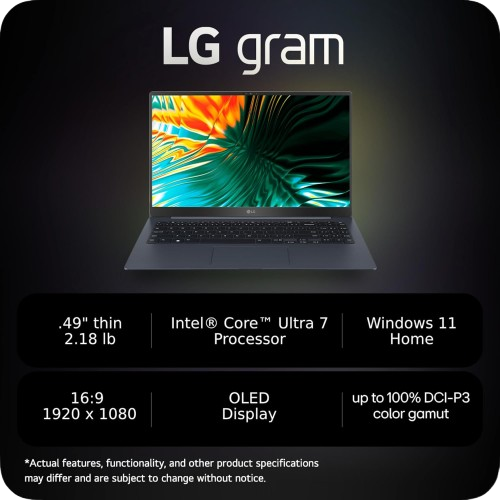 LG gram
LG
.49" thin
2.18 lb
Intel® Core™ Ultra 7
Processor
Windows 11
Home
16:9
1920 x 1080
OLED
Display
up to 100% DCI-P3
color gamut
*Actual features, functionality, and other product specifications
may differ and are subject to change without notice.